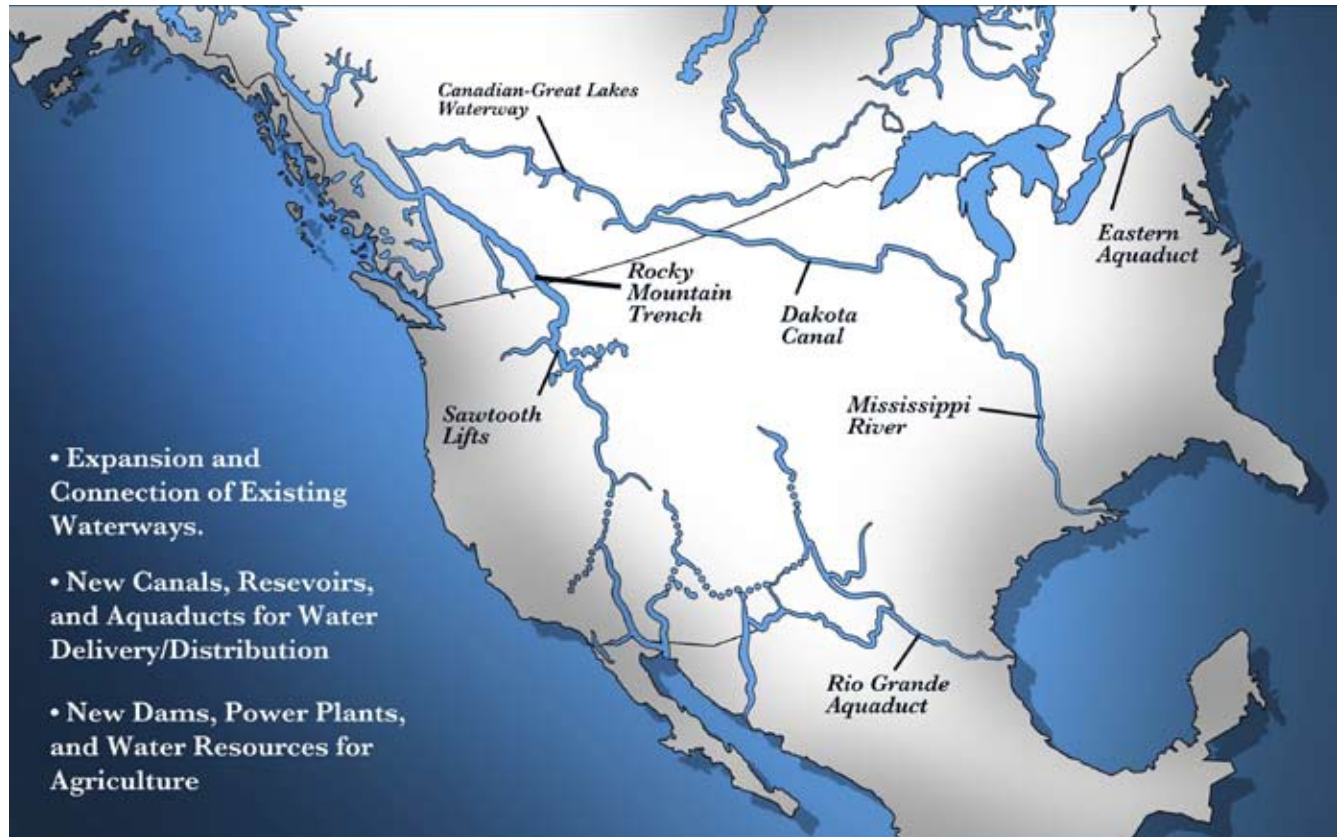 Canadian-Great Lakes
Waterway
Eastern
Aquaduct
Rocky
Mountain
Trench
Dakota
Canal
Sawtooth
Lifts
Mississippi
River
• Expansion and
Connection of Existing
Waterways.
• New Canals, Resevoirs,
and Aquaducts for Water
Delivery/Distribution
• New Dams, Power Plants,
and Water Resources for
Agriculture
Rio Grande
Aquaduct